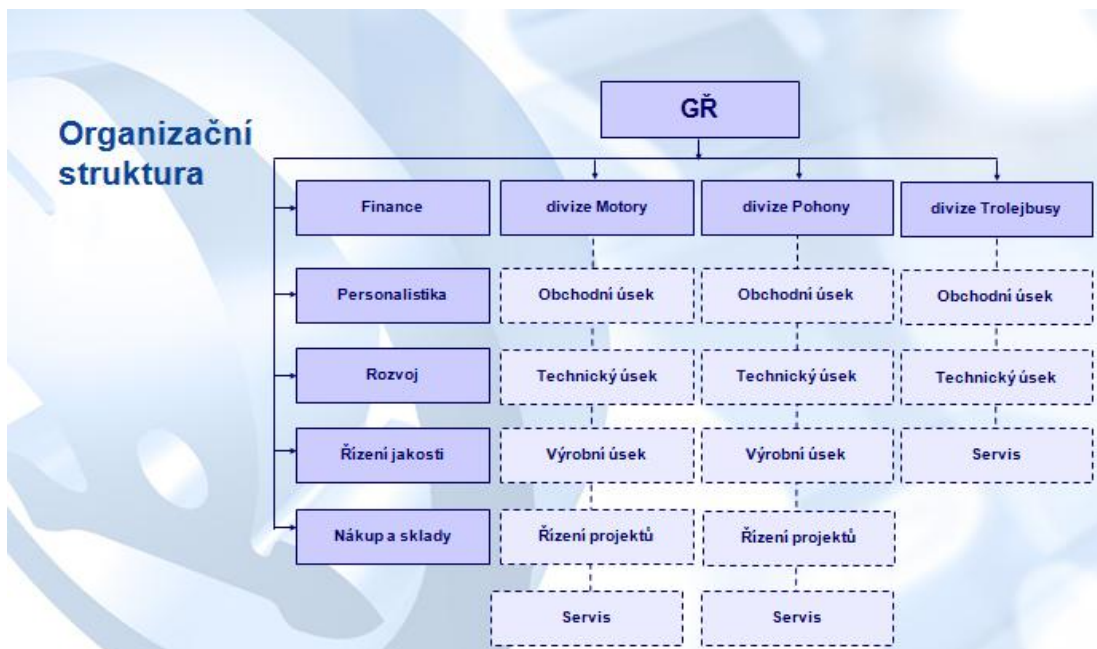 Organizační
struktura
GŘ
Finance
divize Motory
divize Pohony
divize Trolejbusy
Personalistika
Obchodní úsek
Obchodní úsek
Obchodní úsek
Rozvoj
Technický úsek
Technický úsek
Technický úsek
Řízení jakosti
Výrobní úsek
Výrobní úsek
Servis
Nákup a sklady
Řízení projektů
Řízení projektů
Servis
Servis